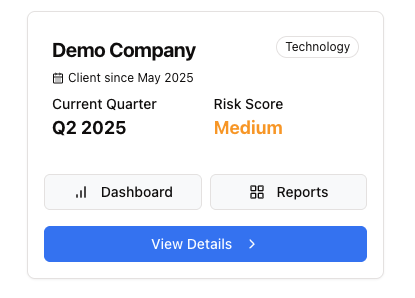 Demo Company
Technology
Client since May 2025
Current Quarter
Risk Score
Q2 2025
Medium
Dashboard
Reports
View Details